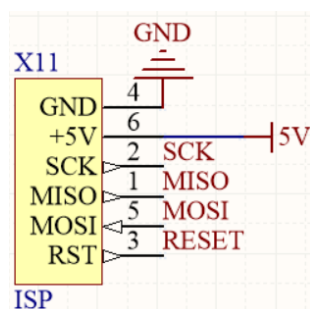 GND
X11
GND 4
+5V 6 5V
SCK 2 SCK
MISO 1 MISO
MOSI 5 MOSI
RST 3 RESET
ISP